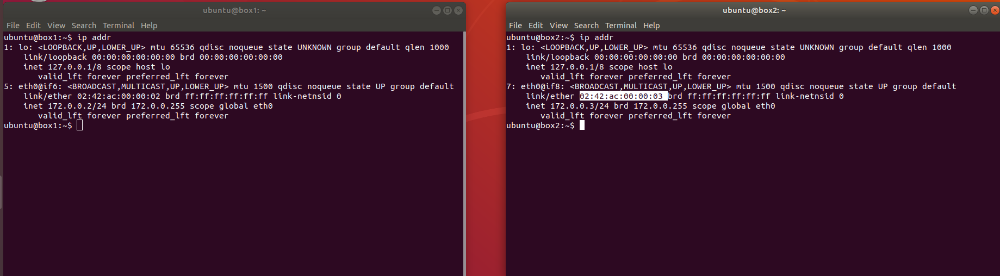 ubuntu@box1: ~
File Edit View Search Terminal Help
ubuntu@box1:~$ ip addr
1: lo: <LOOPBACK,UP,LOWER_UP> mtu 65536 qdisc noqueue state UNKNOWN group default qlen 1000
    link/loopback 00:00:00:00:00:00 brd 00:00:00:00:00:00
    inet 127.0.0.1/8 scope host lo
       valid_lft forever preferred_lft forever
5: eth0@if6: <BROADCAST,MULTICAST,UP,LOWER_UP> mtu 1500 qdisc noqueue state UP group default
    link/ether 02:42:ac:00:00:02 brd ff:ff:ff:ff:ff:ff link-netnsid 0
    inet 172.0.0.2/24 brd 172.0.0.255 scope global eth0
       valid_lft forever preferred_lft forever
ubuntu@box1:~$
ubuntu@box2: ~
File Edit View Search Terminal Help
ubuntu@box2:~$ ip addr
1: lo: <LOOPBACK,UP,LOWER_UP> mtu 65536 qdisc noqueue state UNKNOWN group default qlen 1000
    link/loopback 00:00:00:00:00:00 brd 00:00:00:00:00:00
    inet 127.0.0.1/8 scope host lo
       valid_lft forever preferred_lft forever
7: eth0@if8: <BROADCAST,MULTICAST,UP,LOWER_UP> mtu 1500 qdisc noqueue state UP group default
    link/ether 02:42:ac:00:00:03 brd ff:ff:ff:ff:ff:ff link-netnsid 0
    inet 172.0.0.3/24 brd 172.0.0.255 scope global eth0
       valid_lft forever preferred_lft forever
ubuntu@box2:~$